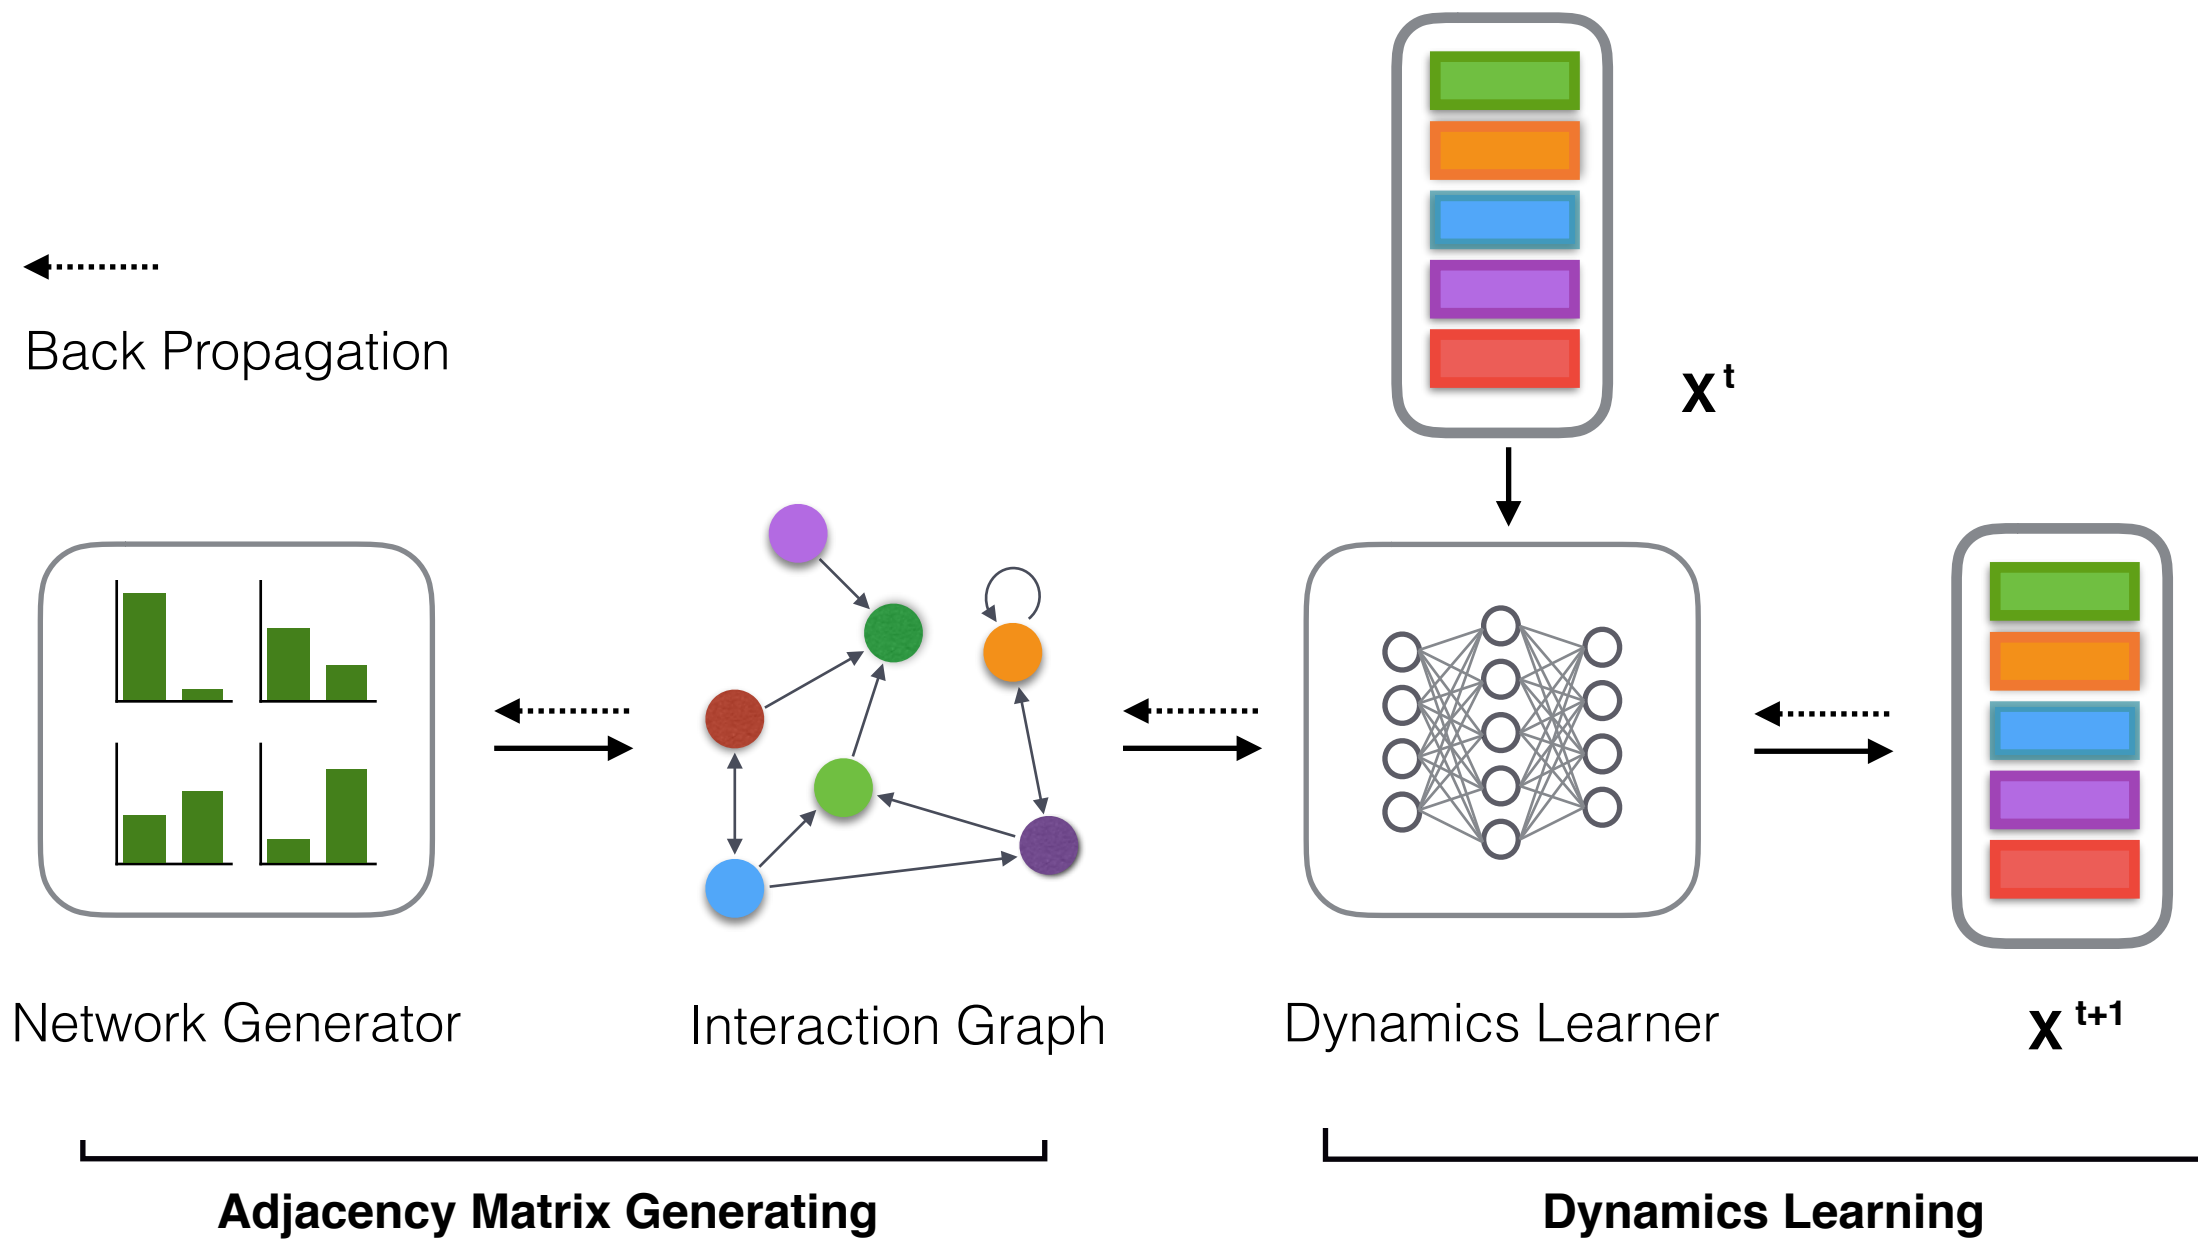 Back Propagation
X t
Network Generator
Interaction Graph
Dynamics Learner
X t+1
Adjacency Matrix Generating
Dynamics Learning